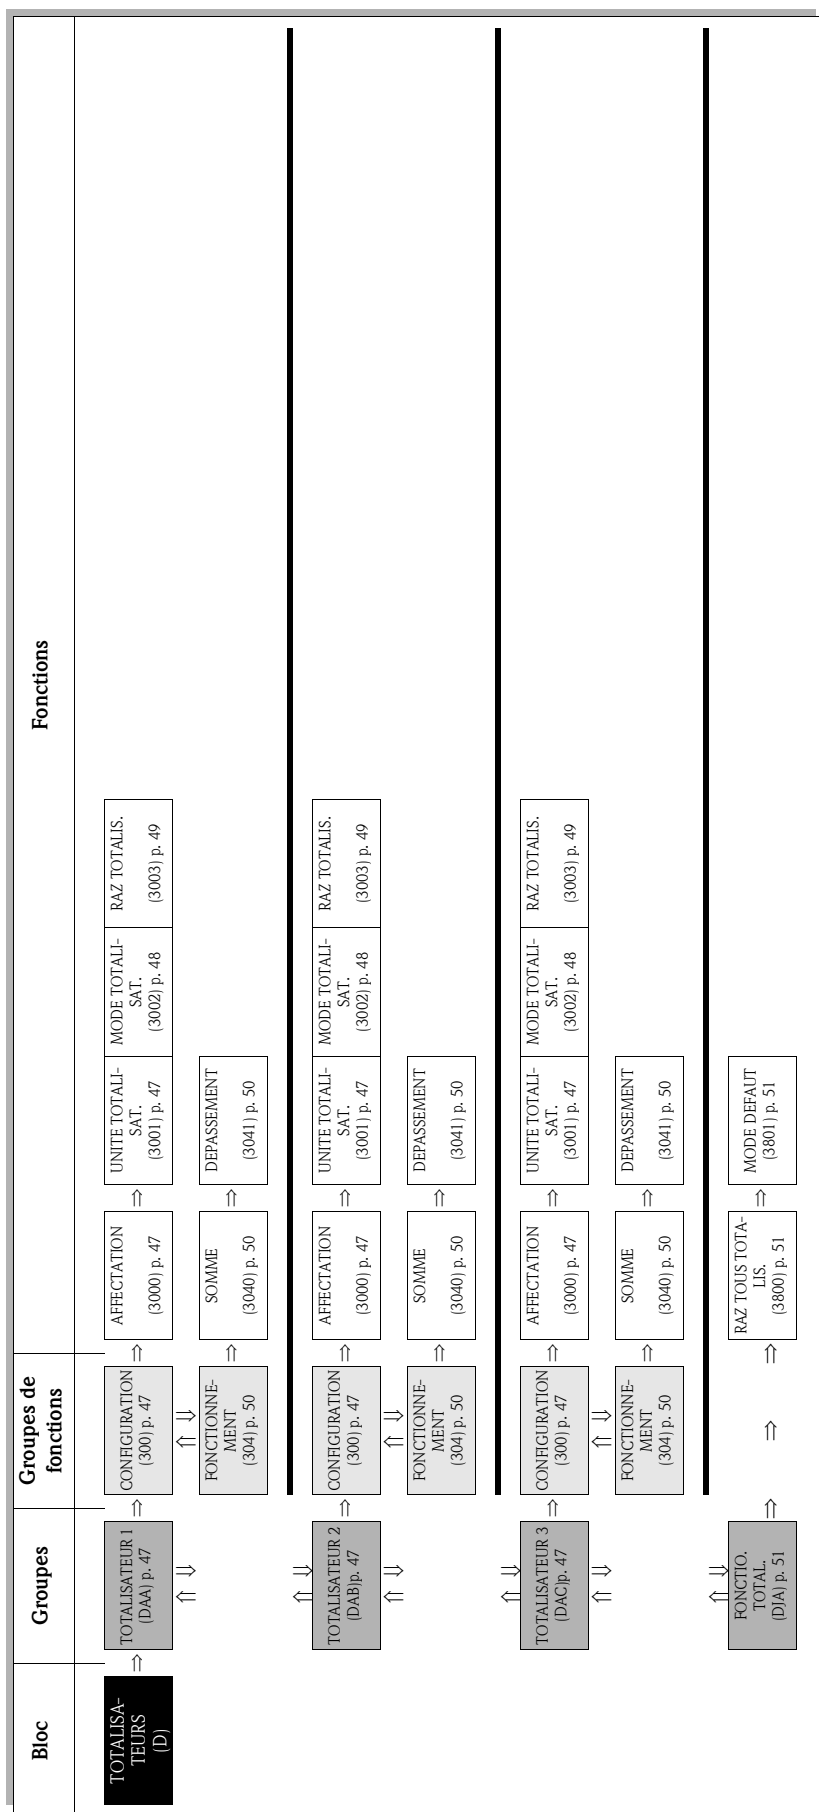 Bloc
Groupes
Groupes de
fonctions
Fonctions
TOTALISA–
TEURS
(D)
TOTALISATEUR 1
(DAA) p. 47
CONFIGURATION
(300) p. 47
AFFECTATION
(3000) p. 47
UNITE TOTALI–
SAT.
(3001) p. 47
MODE TOTALI–
SAT.
(3002) p. 48
RAZ TOTALIS.
(3003) p. 49
FONCTIONNE–
MENT
(304) p. 50
SOMME
(3040) p. 50
DEPASSEMENT
(3041) p. 50
TOTALISATEUR 2
(DAB)p. 47
CONFIGURATION
(300) p. 47
AFFECTATION
(3000) p. 47
UNITE TOTALI–
SAT.
(3001) p. 47
MODE TOTALI–
SAT.
(3002) p. 48
RAZ TOTALIS.
(3003) p. 49
FONCTIONNE–
MENT
(304) p. 50
SOMME
(3040) p. 50
DEPASSEMENT
(3041) p. 50
TOTALISATEUR 3
(DAC)p. 47
CONFIGURATION
(300) p. 47
AFFECTATION
(3000) p. 47
UNITE TOTALI–
SAT.
(3001) p. 47
MODE TOTALI–
SAT.
(3002) p. 48
RAZ TOTALIS.
(3003) p. 49
FONCTIONNE–
MENT
(304) p. 50
SOMME
(3040) p. 50
DEPASSEMENT
(3041) p. 50
FONCTIO.
TOTAL.
(DJA) p. 51
RAZ TOUS TOTA–
LIS.
(3800) p. 51
MODE DEFAUT
(3801) p. 51